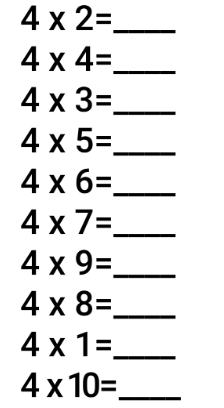 4 x 2=____
4 x 4=____
4 x 3=____
4 x 5=____
4 x 6=____
4 x 7=____
4 x 9=____
4 x 8=____
4 x 1=____
4 x 10=____